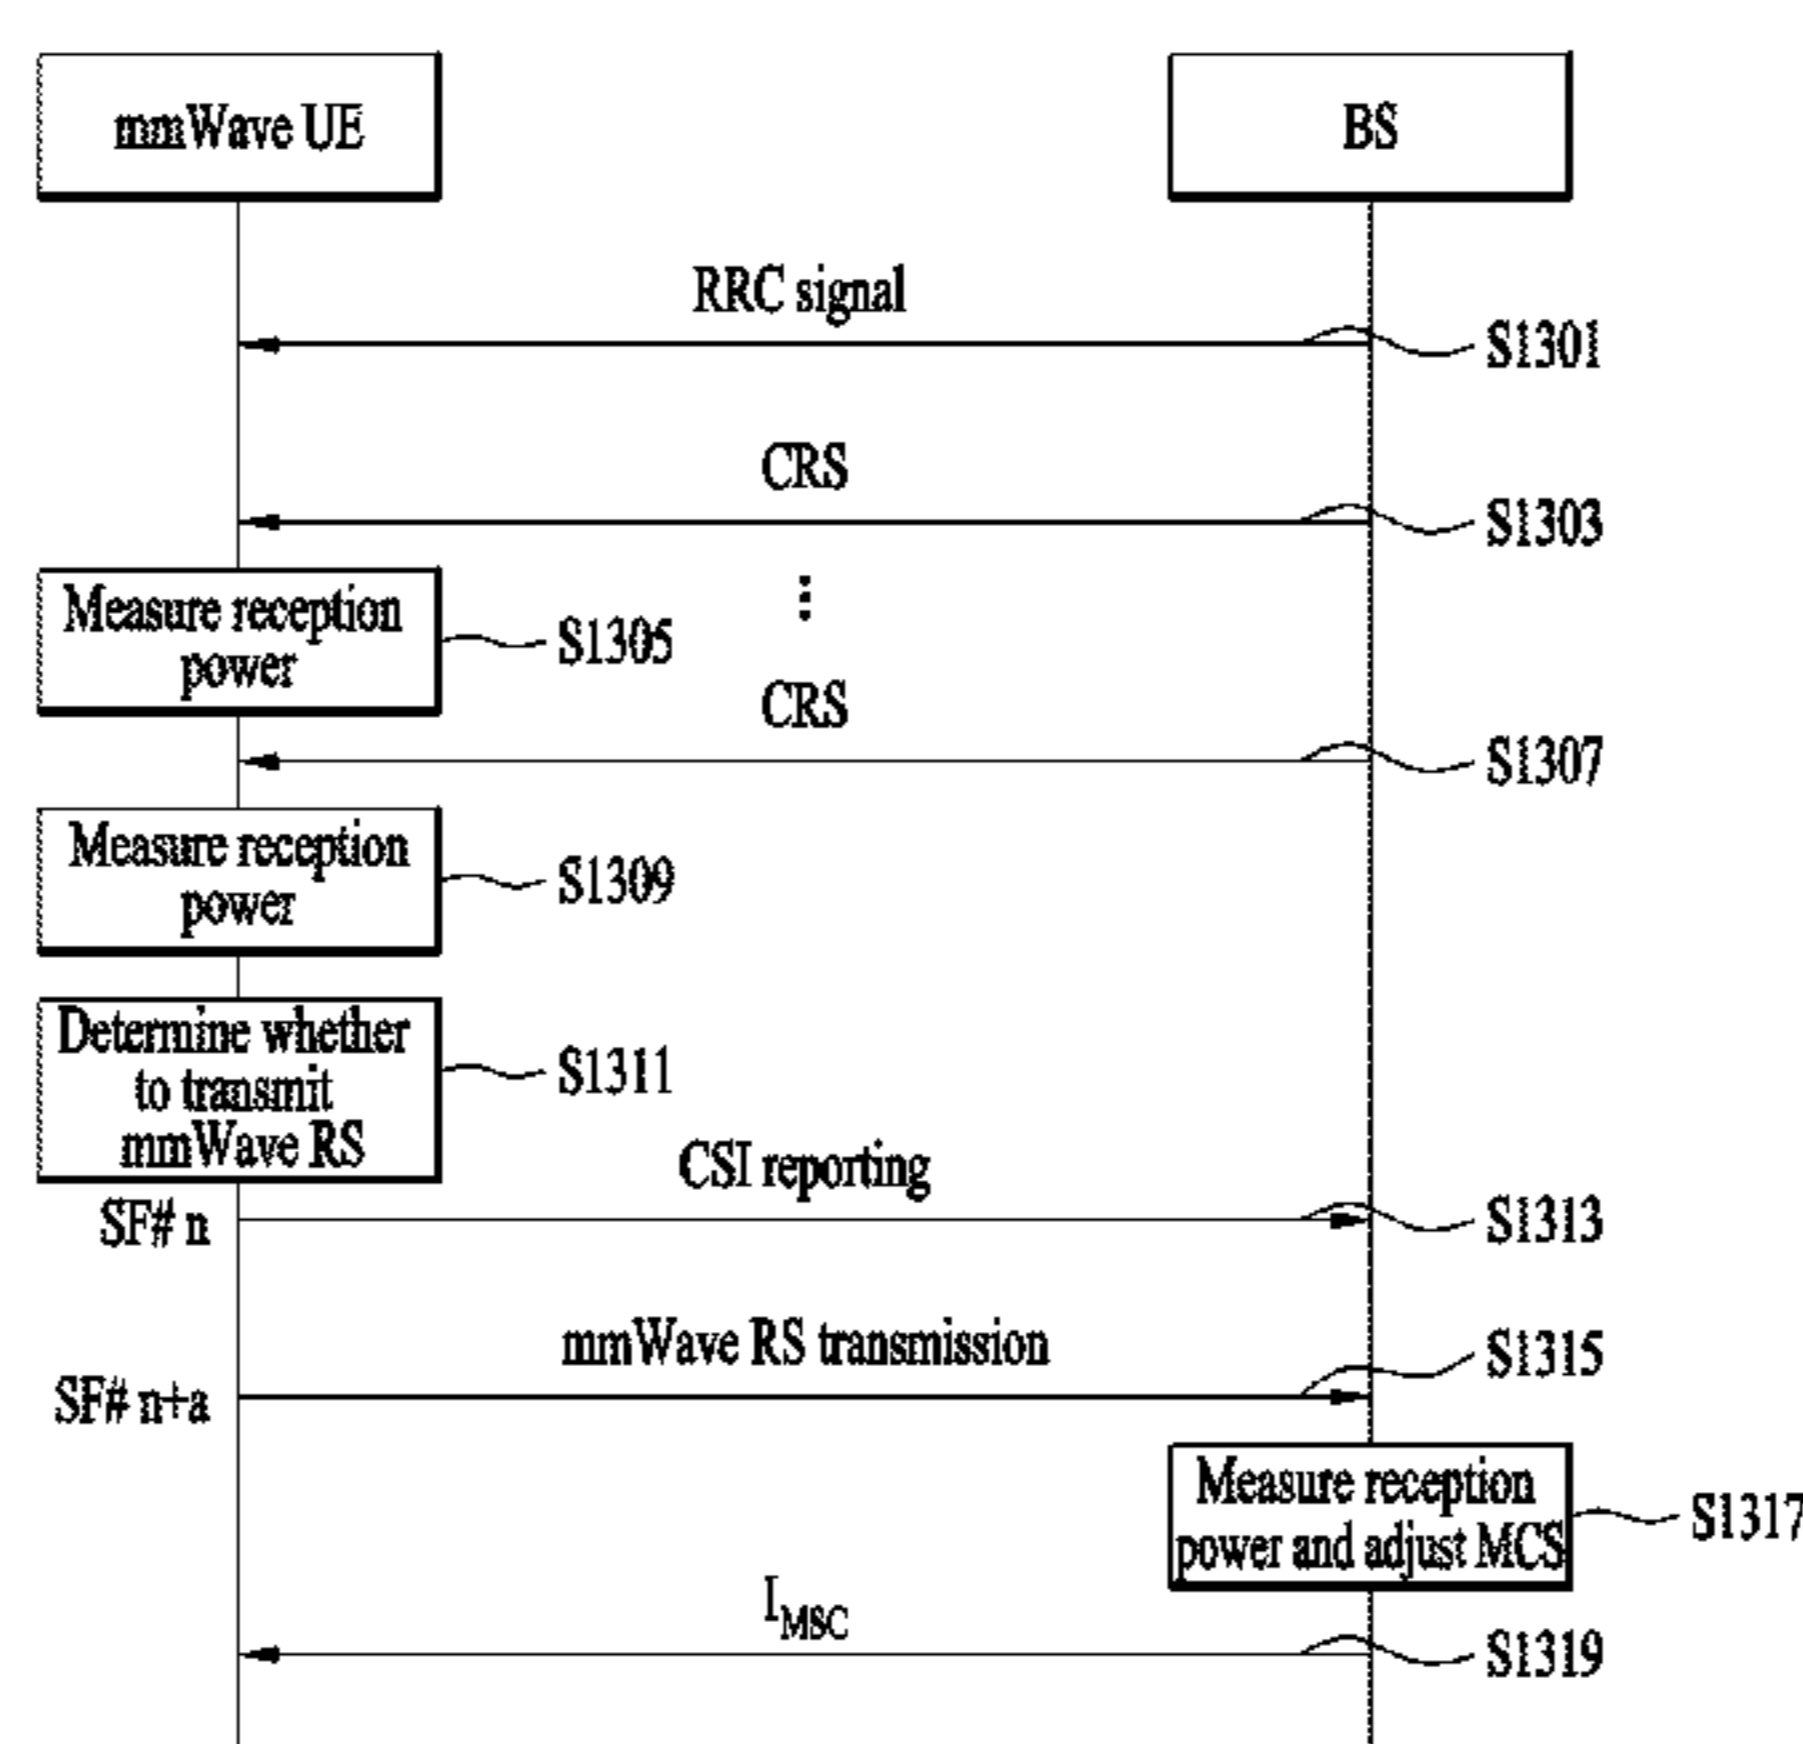 mmWave UE
BS
RRC signal
S1301
CRS
S1303
Measure reception
power
S1305
CRS
S1307
Measure reception
power
S1309
Determine whether
to transmit
mmWave RS
S1311
CSI reporting
SF# n
S1313
mmWave RS transmission
S1315
SF# n+a
Measure reception
power and adjust MCS
S1317
I_MSC
S1319